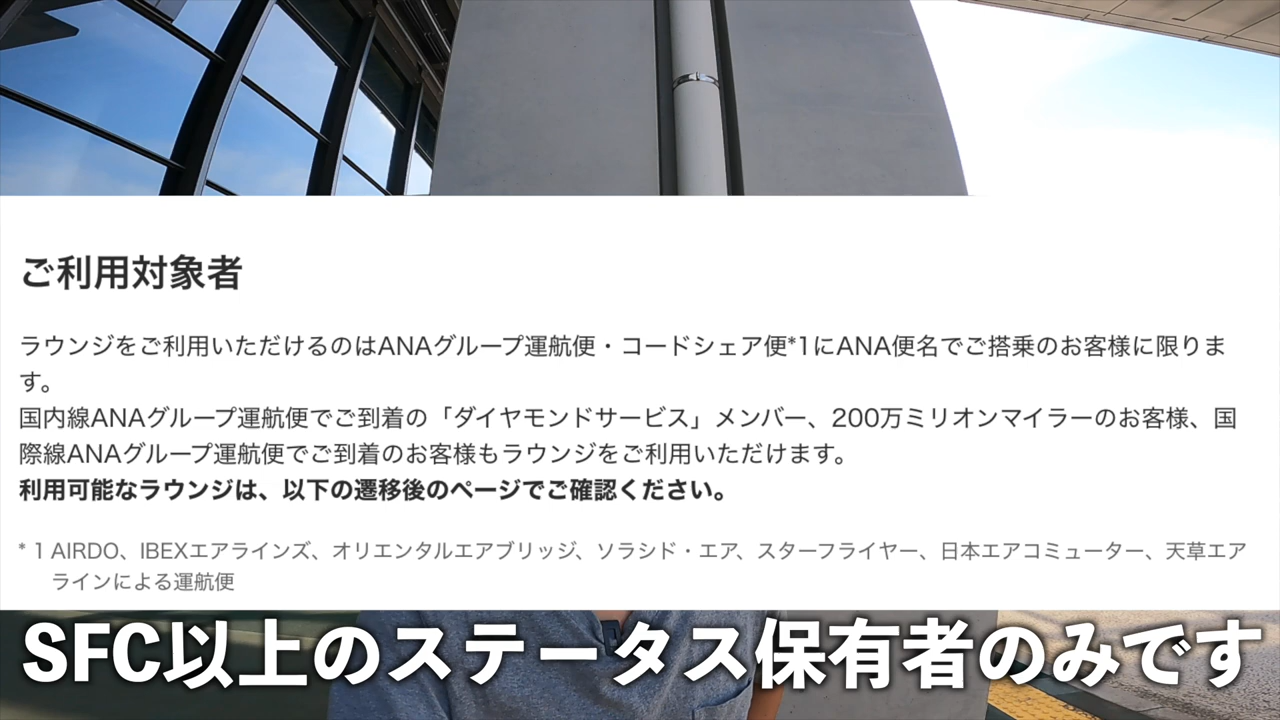 ご利用対象者
ラウンジをご利用いただけるのはANAグループ運航便・コードシェア便*1にANA便名でご搭乗のお客様に限りま
す。
国内線ANAグループ運航便でご到着の「ダイヤモンドサービス」メンバー、200万ミリオンマイラーのお客様、国
際線ANAグループ運航便でご到着のお客様もラウンジをご利用いただけます。
利用可能なラウンジは、以下の遷移後のページでご確認ください。
* 1 AIRDO、IBEXエアラインズ、オリエンタルエアブリッジ、ソラシド・エア、スターフライヤー、日本エアコミューター、天草エア
ラインによる運航便
SFC以上のステータス保有者のみです